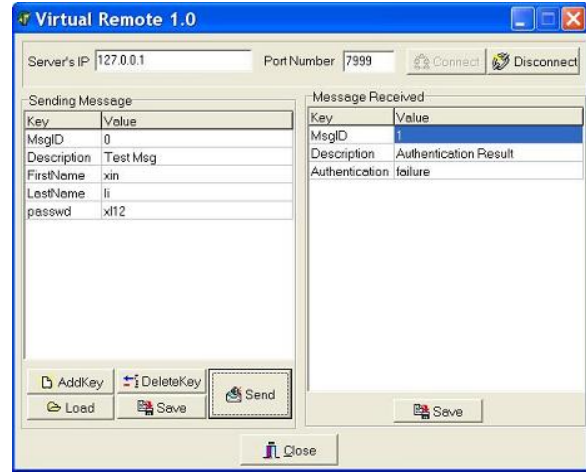 Virtual Remote 1.0
Server's IP 127.0.0.1 Port Number 7999 Connect Disconnect
Sending Message
Key Value
MsgID 0
Description Test Msg
FirstName xin
LastName li
passwd xl12
AddKey DeleteKey Send
Load Save
Message Received
Key Value
MsgID 1
Description Authentication Result
Authentication failure
Save
Close